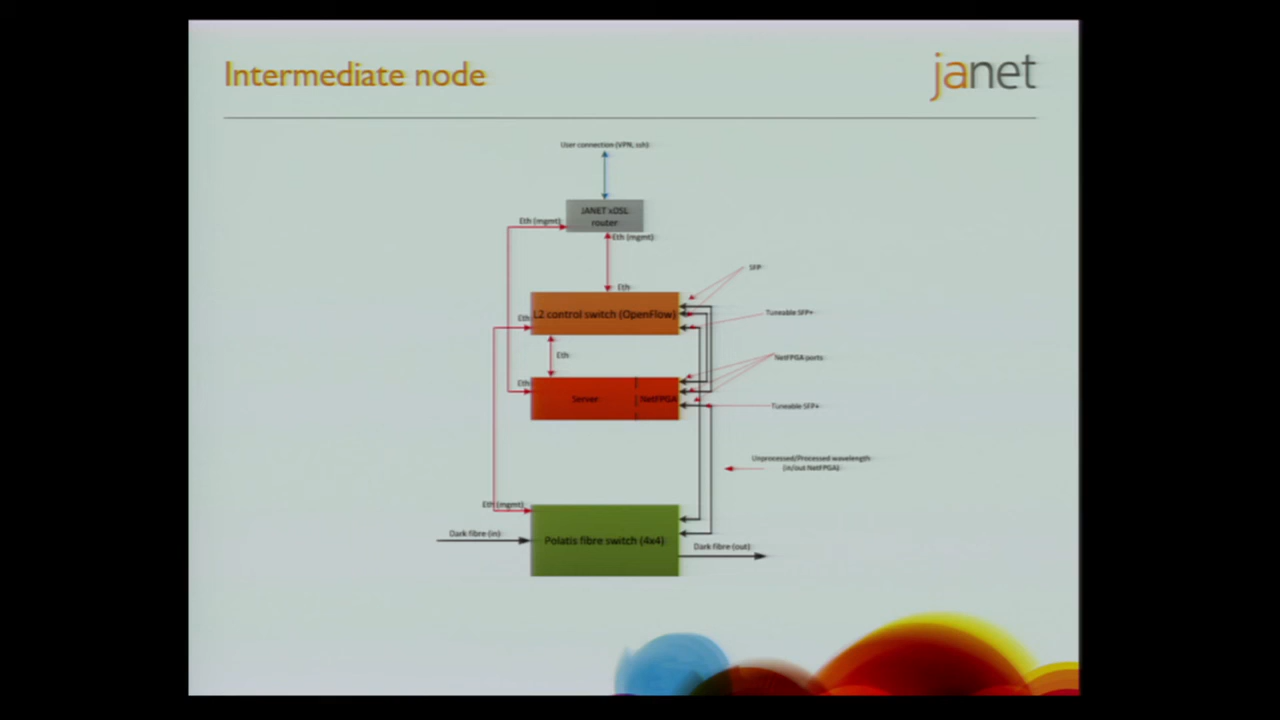 Intermediate node
janet
User connection (VPN, ssh)
JANET xDSL
router
Eth (mgmt)
Eth (mgmt)
SFP
Eth
L2 control switch (OpenFlow)
Eth
Tuneable SFP+
Eth
NetFPGA ports
Eth
Server
NetFPGA
Tuneable SFP+
Unprocessed/Processed wavelength
(in/out NetFPGA)
Eth (mgmt)
Dark fibre (in)
Polatis fibre switch (4x4)
Dark fibre (out)